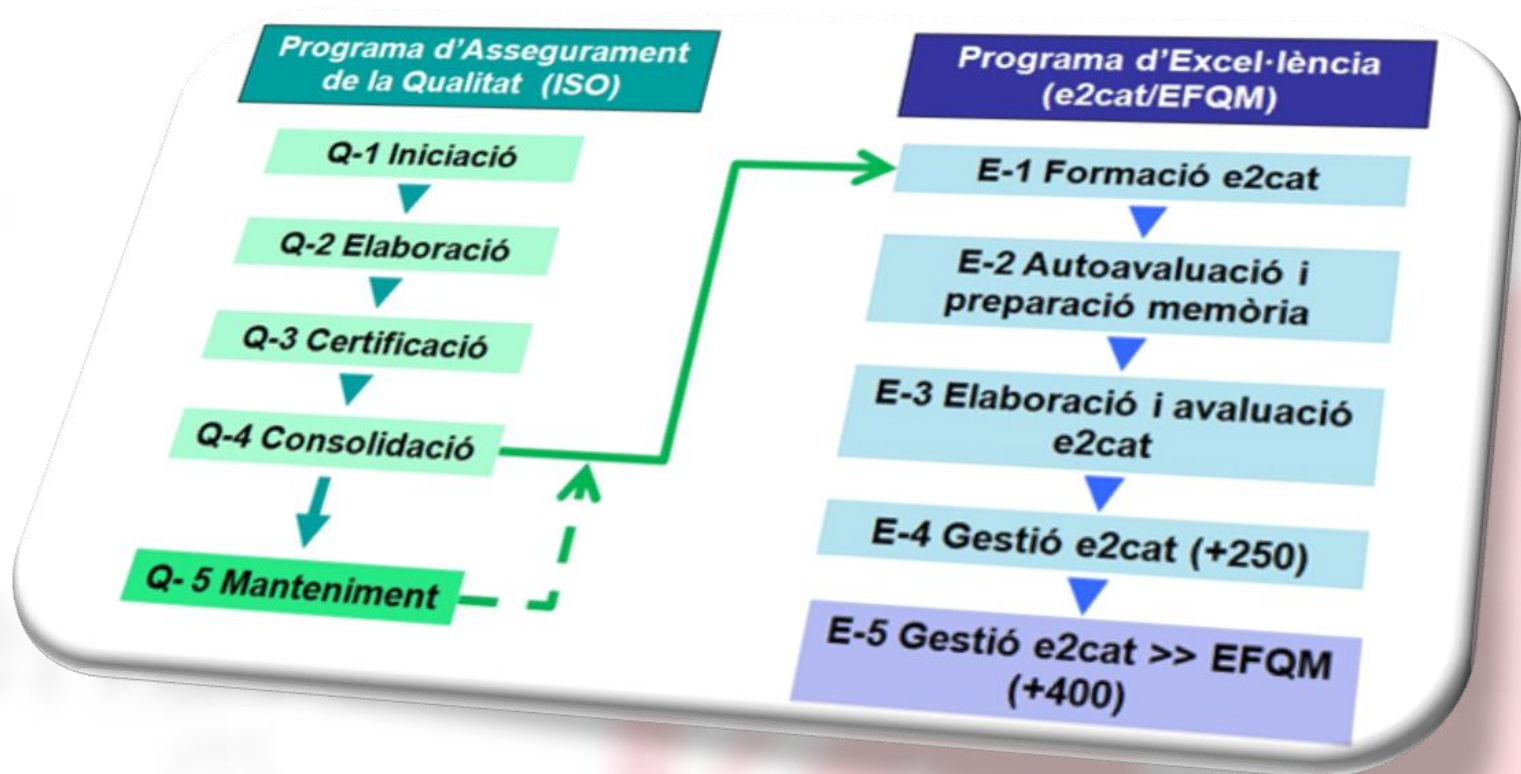 Programa d'Assegurament
de la Qualitat (ISO)
Q-1 Iniciació
Q-2 Elaboració
Q-3 Certificació
Q-4 Consolidació
Q- 5 Manteniment
Programa d'Excel·lència
(e2cat/EFQM)
E-1 Formació e2cat
E-2 Autoavaluació i
preparació memòria
E-3 Elaboració i avaluació
e2cat
E-4 Gestió e2cat (+250)
E-5 Gestió e2cat >> EFQM
(+400)